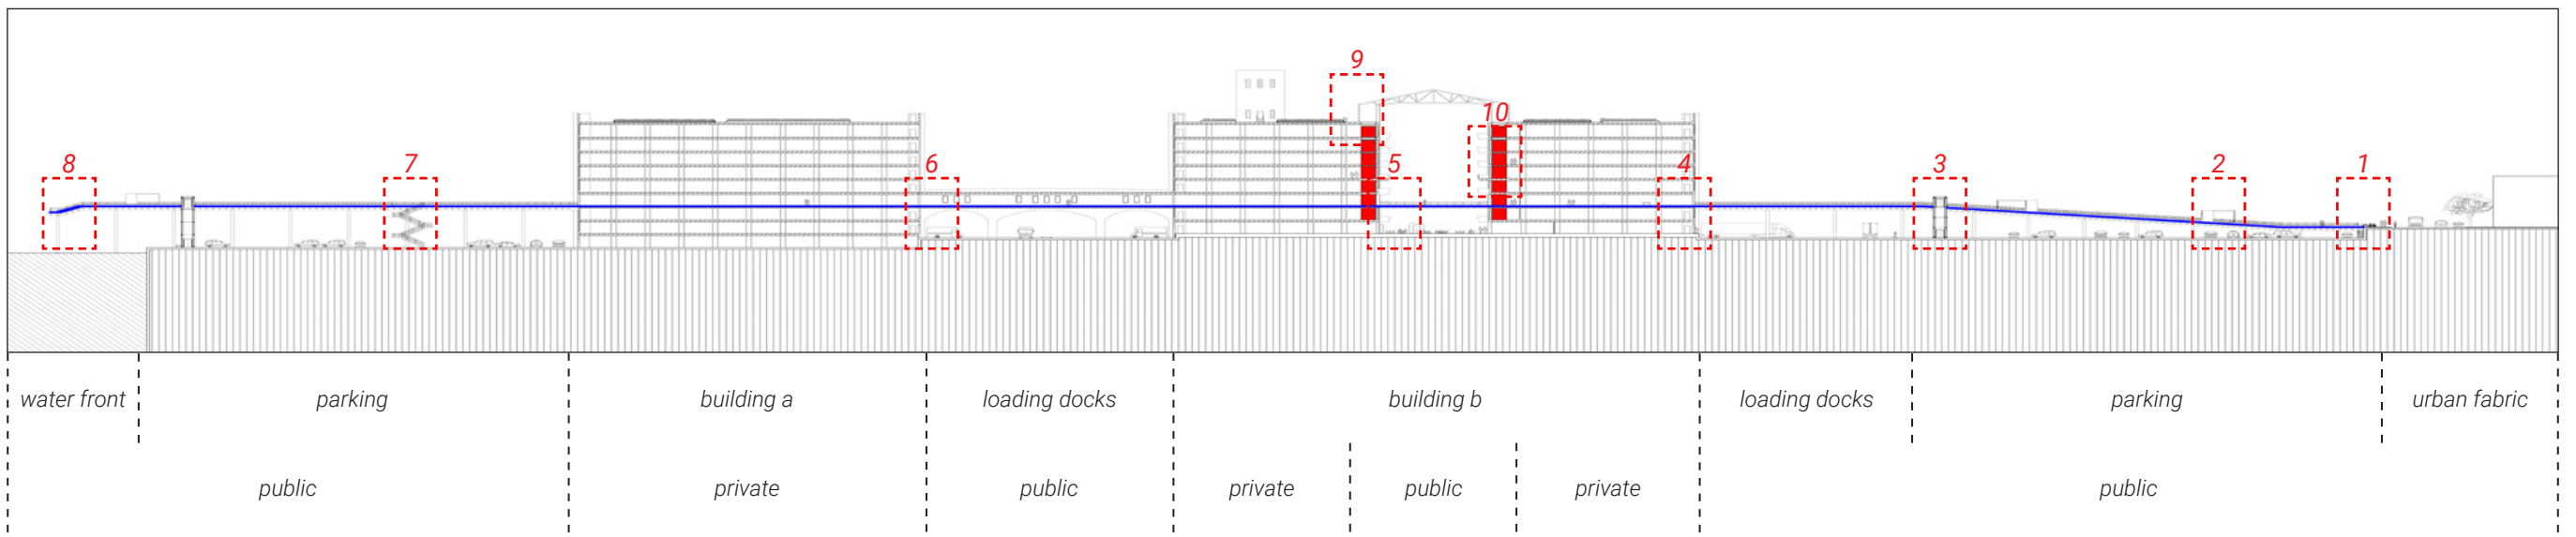 9
10
8
7
6
5
4
3
2
1
water front
parking
building a
loading docks
building b
loading docks
parking
urban fabric
public
private
public
private
public
private
public